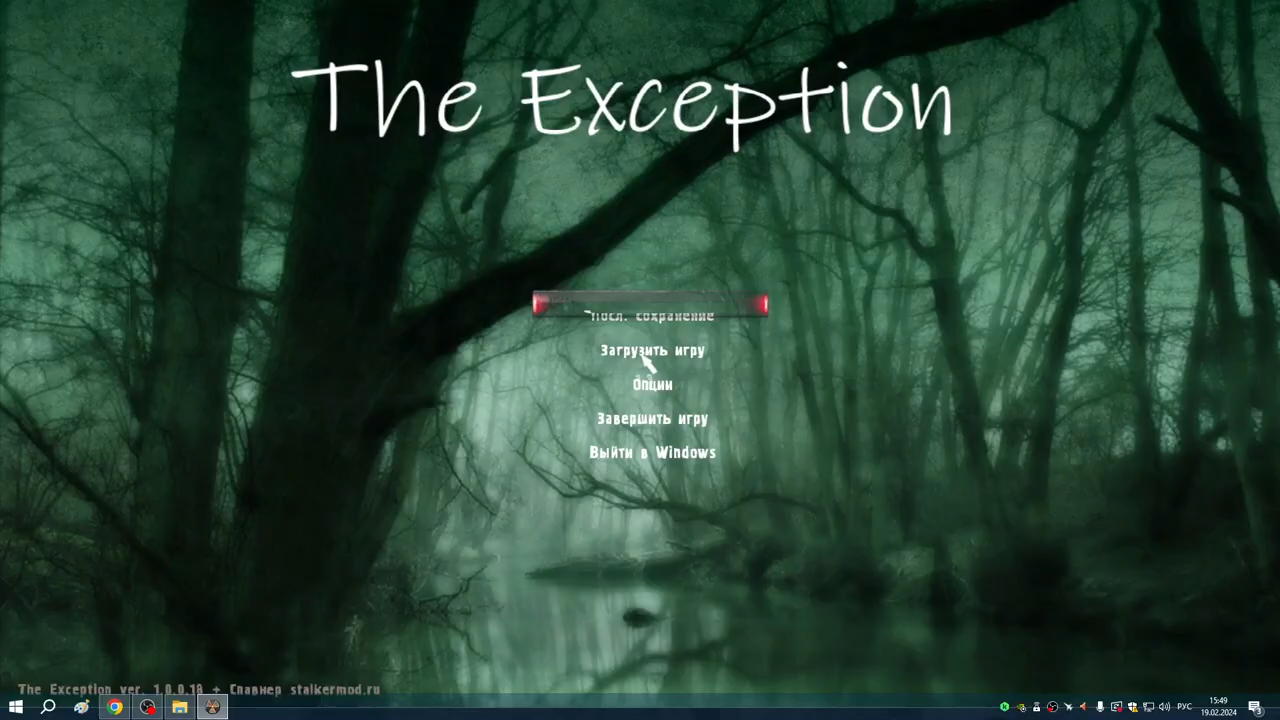 The Exception
Посл. сохранение
Загрузить игру
Опции
Завершить игру
Выйти в Windows
The Exception ver. 1.0.0.18 + Спавнер stalkermod.ru
РУС
15:49
19.02.2024